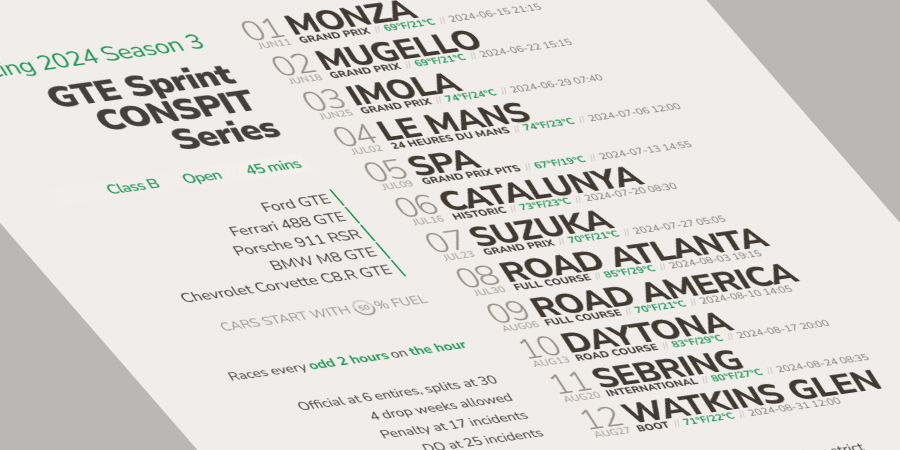 ing 2024 Season 3
GTE Sprint
CONSPIT
Series
Class B Open 45 mins
Ford GTE
Ferrari 488 GTE
Porsche 911 RSR
BMW M8 GTE
Chevrolet Corvette C8.R GTE
CARS START WITH 50 % FUEL
Races every odd 2 hours on the hour
Official at 6 entires, splits at 30
4 drop weeks allowed
Penalty at 17 incidents
DQ at 25 incidents
01 MONZA
JUN11 GRAND PRIX // 69°F/21°C // 2024-06-15 21:15
02 MUGELLO
JUN18 GRAND PRIX // 69°F/21°C // 2024-06-22 15:15
03 IMOLA
JUN25 GRAND PRIX // 74°F/24°C // 2024-06-29 07:40
04 LE MANS
JUL02 24 HEURES DU MANS // 74°F/23°C // 2024-07-06 12:00
05 SPA
JUL09 GRAND PRIX PITS // 67°F/19°C // 2024-07-13 14:55
06 CATALUNYA
JUL16 HISTORIC // 73°F/23°C // 2024-07-20 08:30
07 SUZUKA
JUL23 GRAND PRIX // 70°F/21°C // 2024-07-27 05:05
08 ROAD ATLANTA
JUL30 FULL COURSE // 85°F/29°C // 2024-08-03 19:15
09 ROAD AMERICA
AUG06 FULL COURSE // 70°F/21°C // 2024-08-10 14:05
10 DAYTONA
AUG13 ROAD COURSE // 83°F/29°C // 2024-08-17 20:00
11 SEBRING
AUG20 INTERNATIONAL // 80°F/27°C // 2024-08-24 08:35
12 WATKINS GLEN
AUG27 BOOT // 71°F/22°C // 2024-08-31 12:00
strict